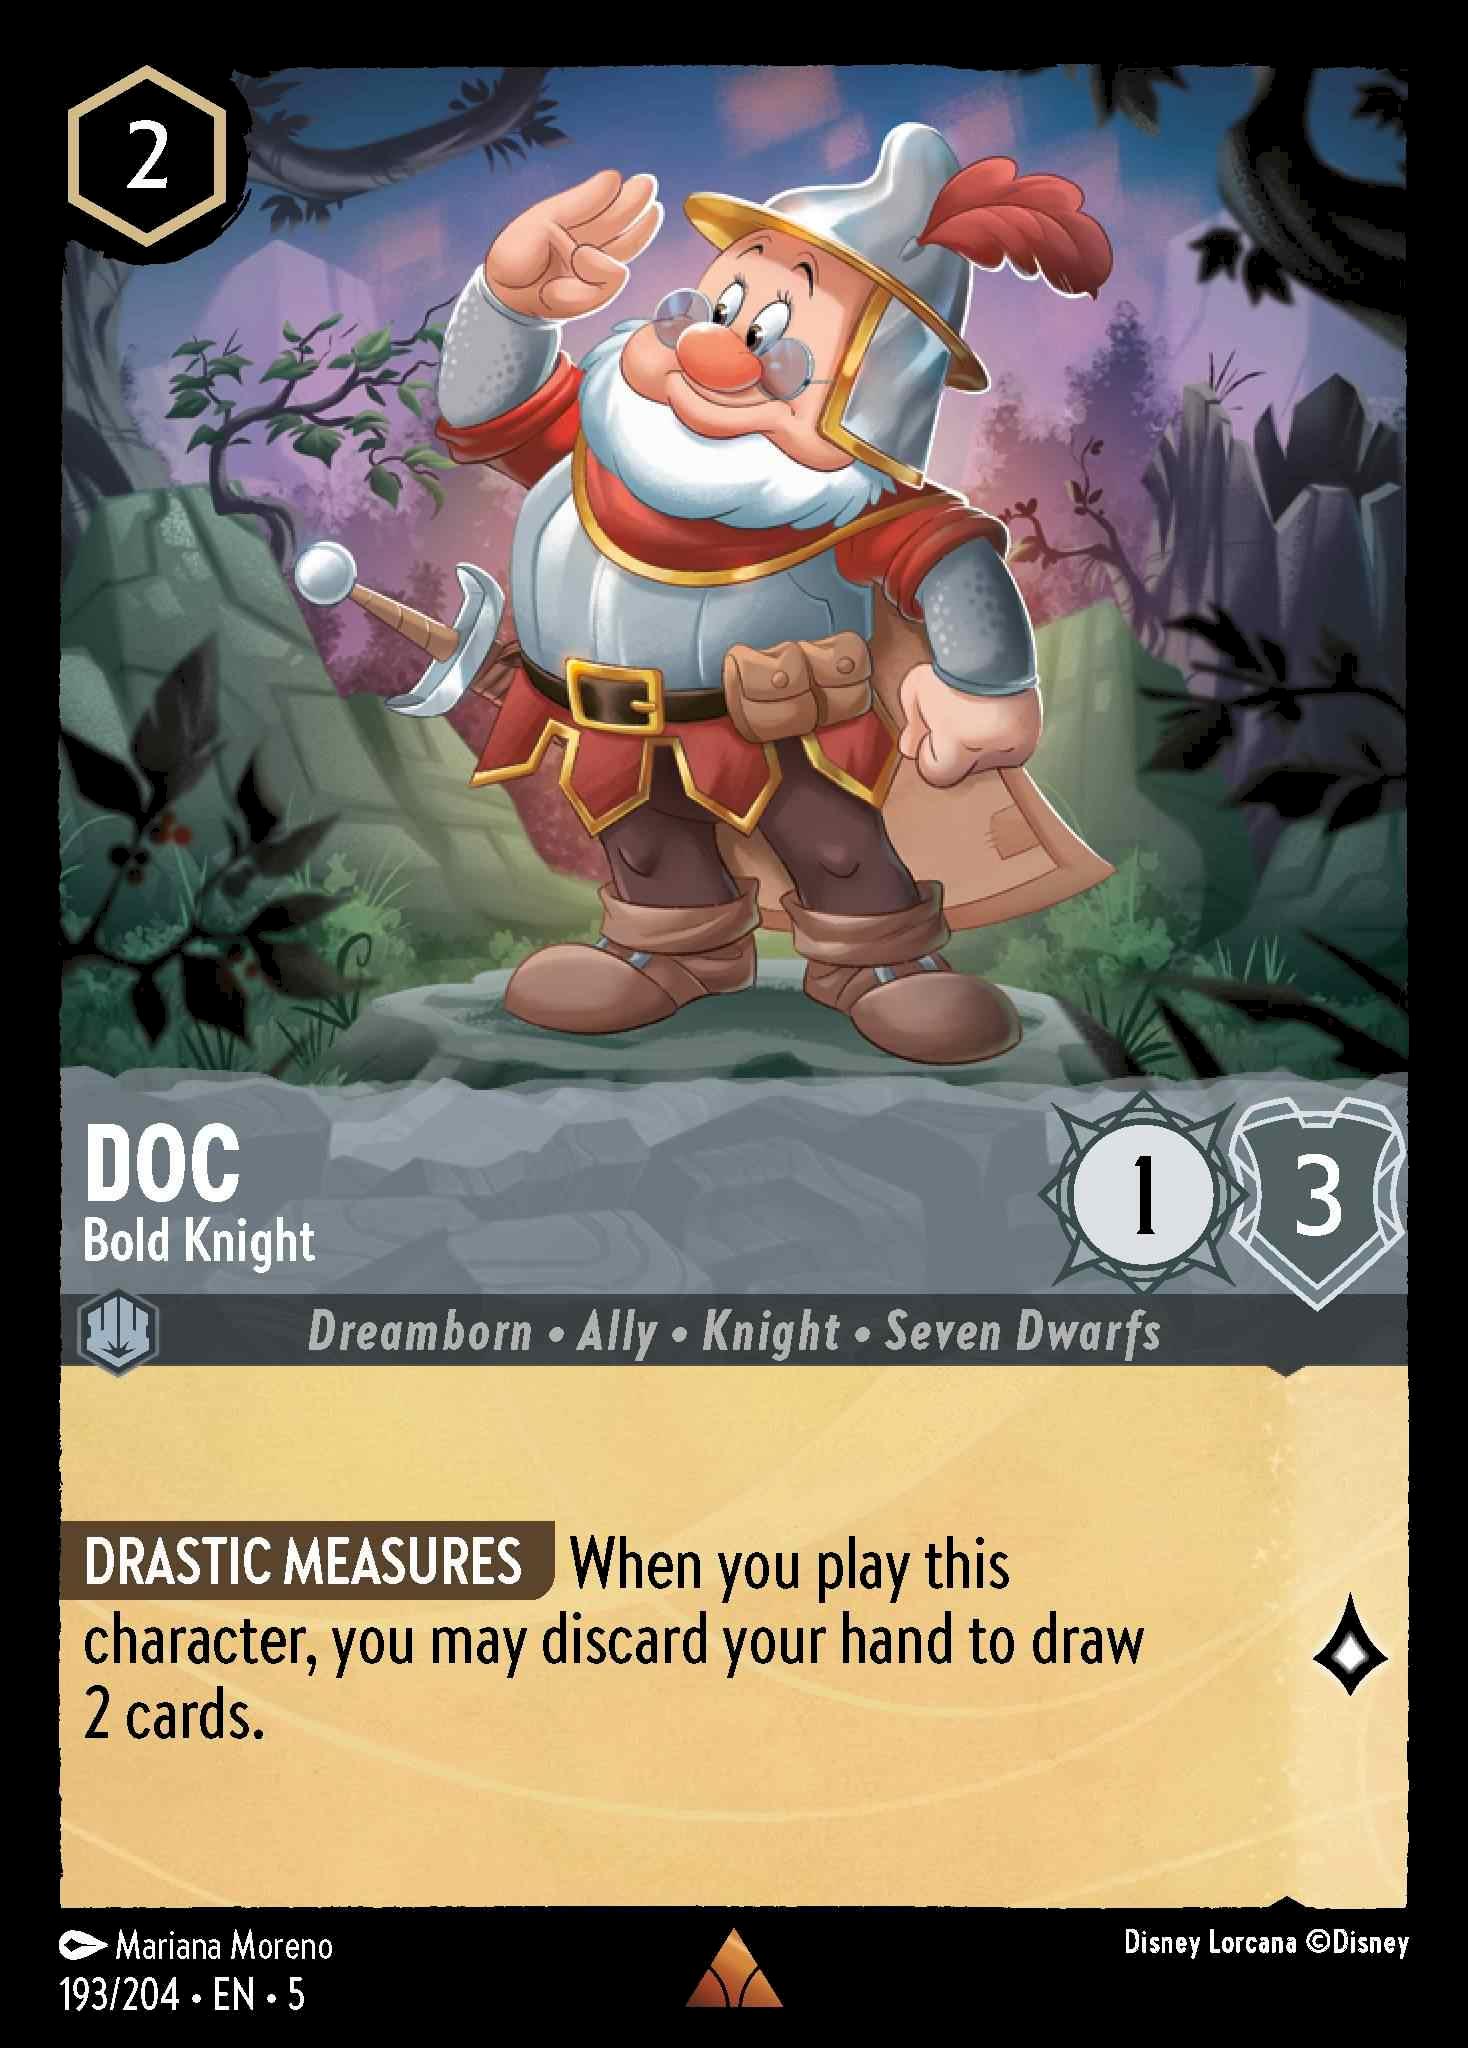 2
DOC
Bold Knight
1
3
Dreamborn • Ally • Knight • Seven Dwarfs
DRASTIC MEASURES When you play this
character, you may discard your hand to draw
2 cards.
Mariana Moreno
Disney Lorcana ©Disney
193/204 • EN • 5